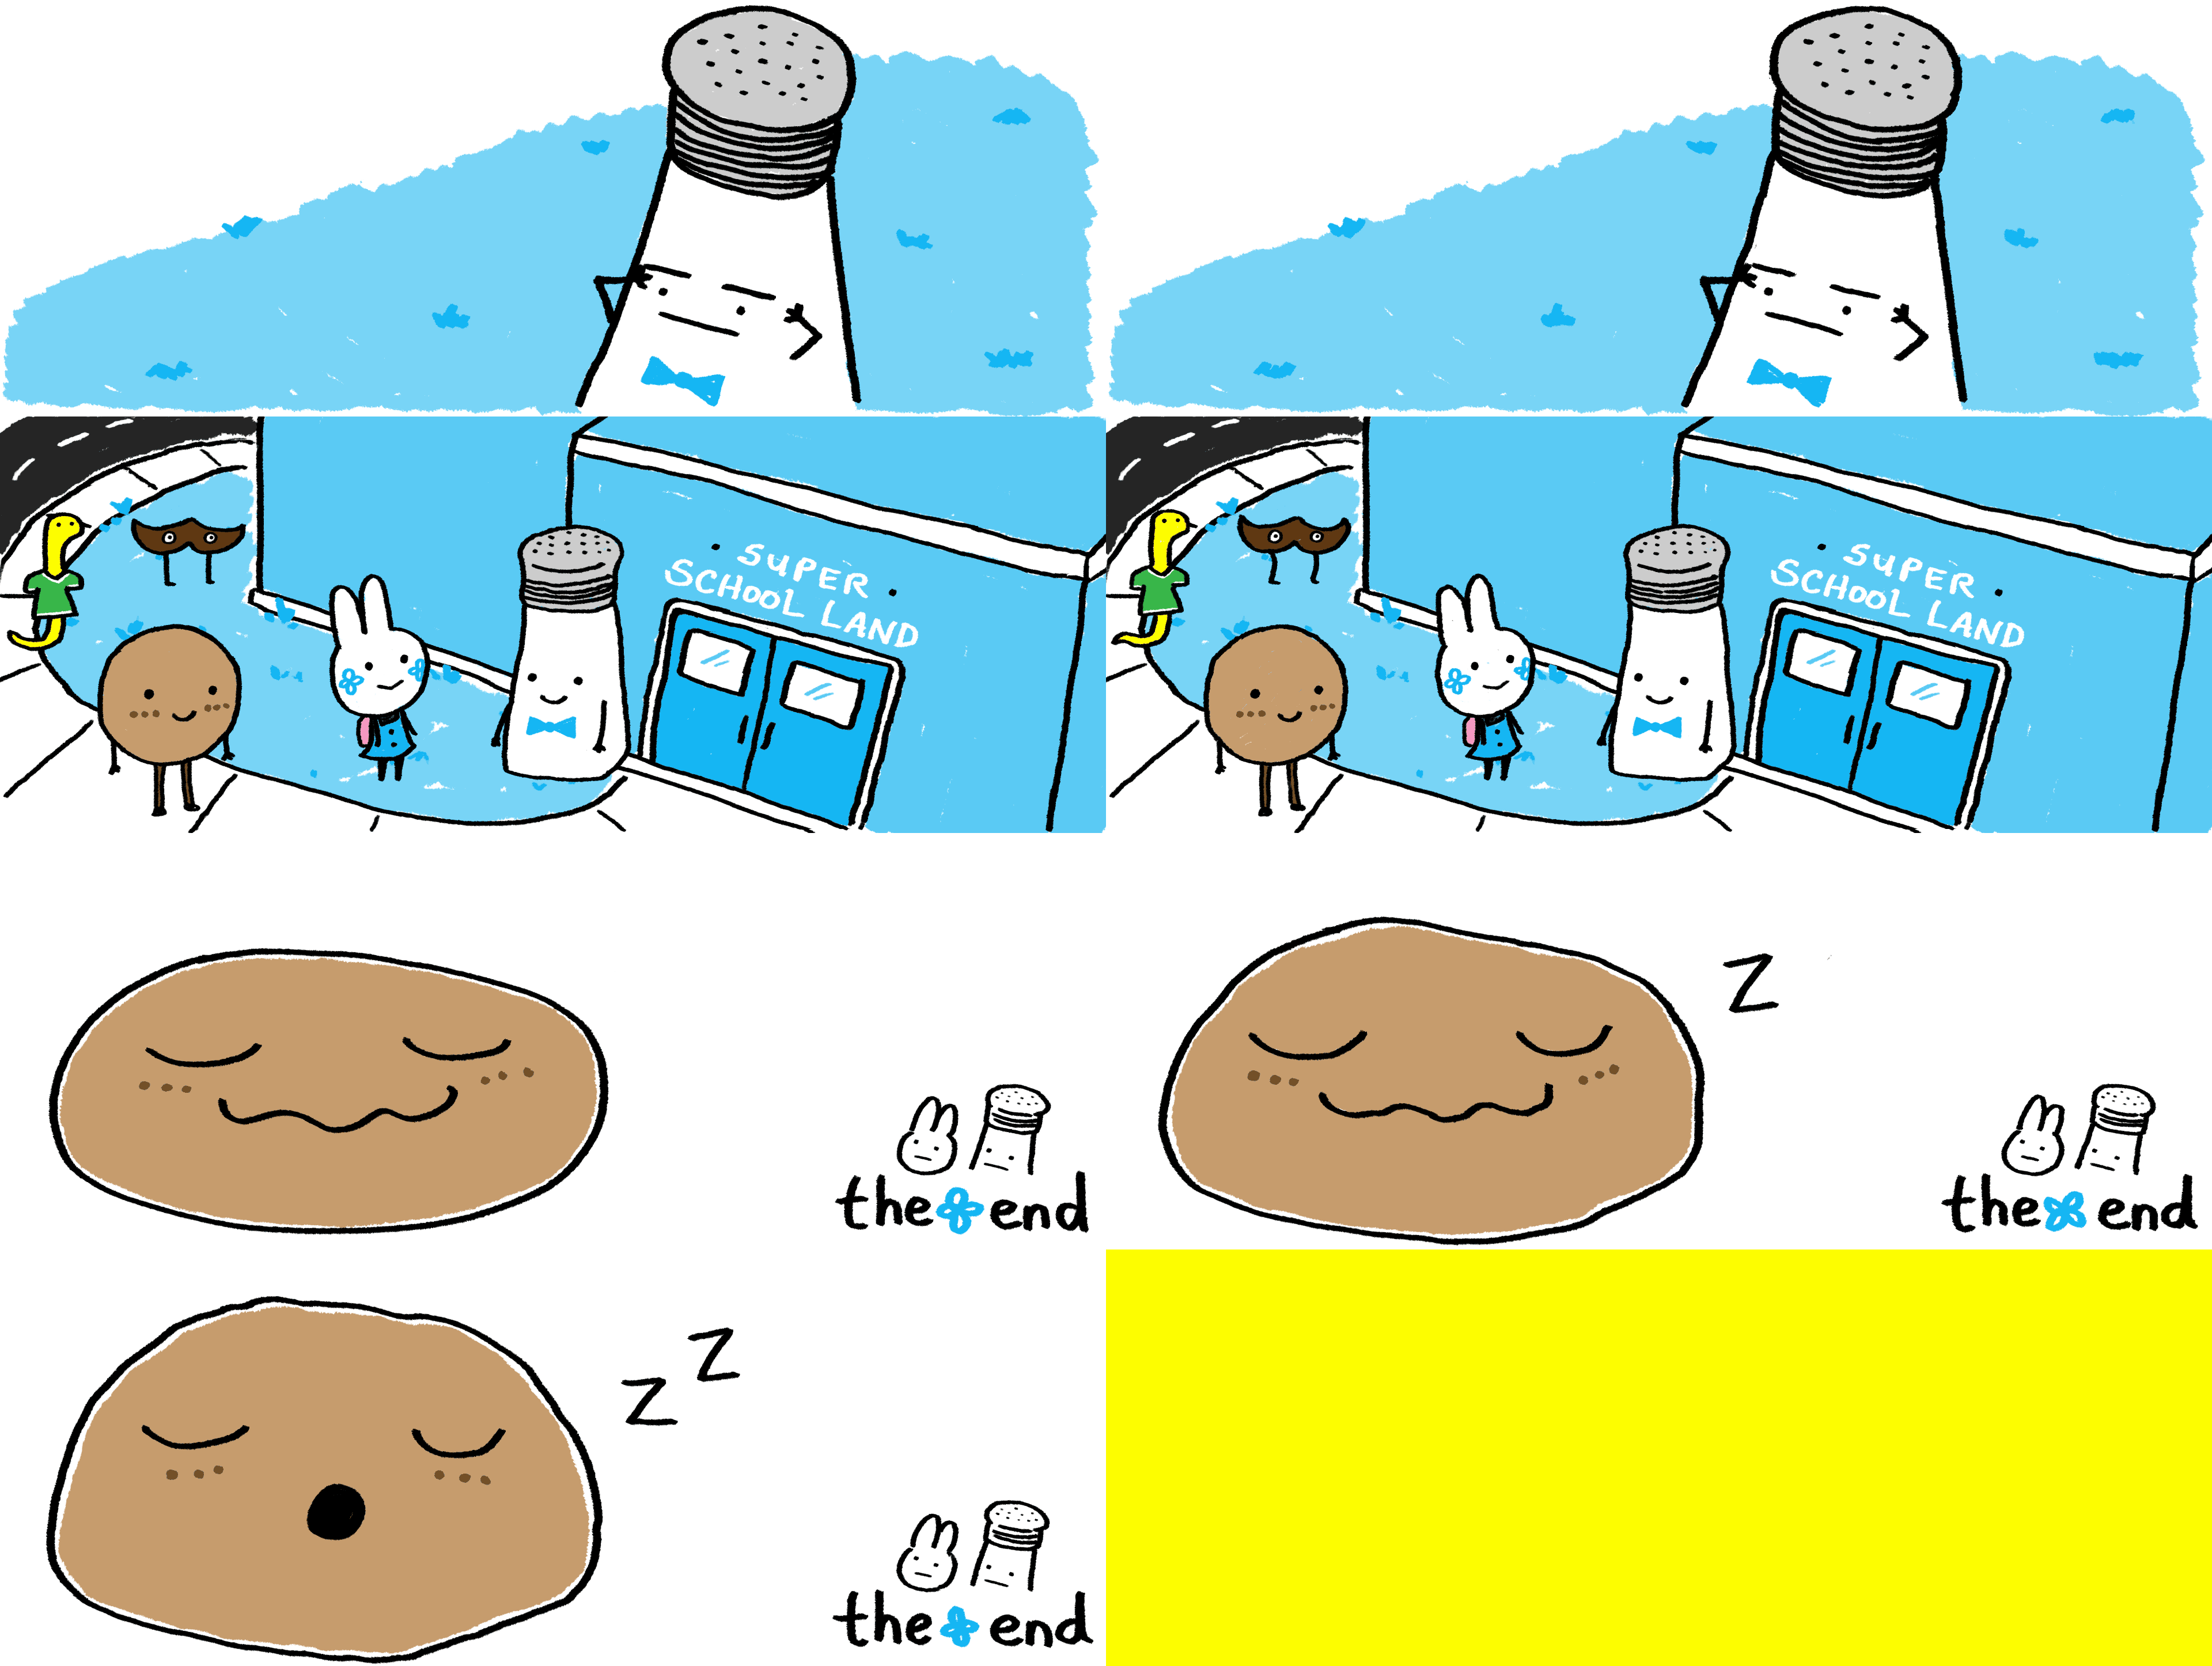 SUPER
SCHOOL LAND
SUPER
SCHOOL LAND
Z
the end
the end
Z
Z
the end